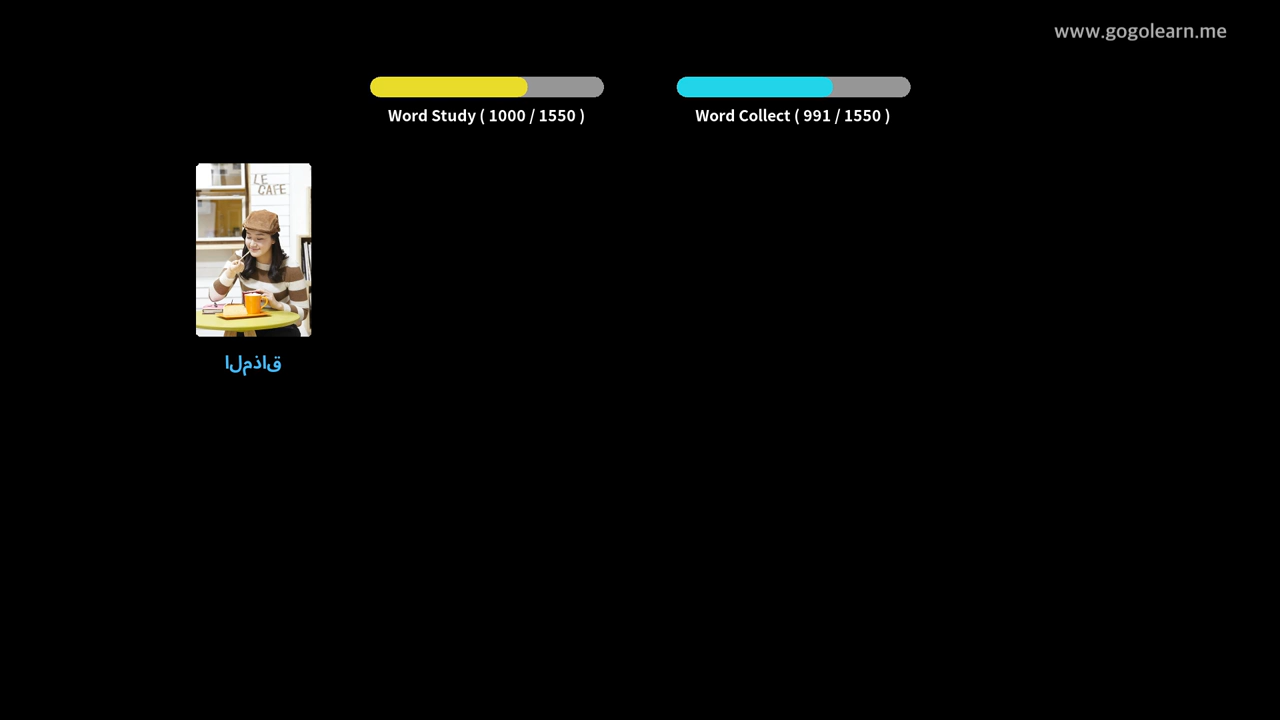 www.gogolearn.me
Word Study ( 1000 / 1550 )
Word Collect ( 991 / 1550 )
LE
CAFE
المذاق